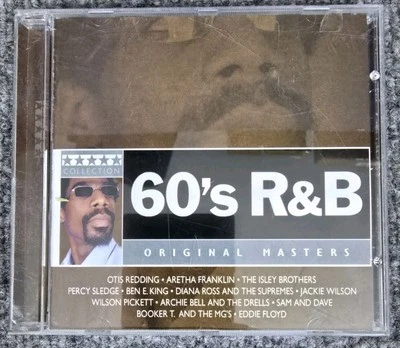 COLLECTION
60's R&B
ORIGINAL MASTERS
OTIS REDDING • ARETHA FRANKLIN • THE ISLEY BROTHERS
PERCY SLEDGE • BEN E. KING • DIANA ROSS AND THE SUPREMES • JACKIE WILSON
WILSON PICKETT • ARCHIE BELL AND THE DRELLS • SAM AND DAVE
BOOKER T. AND THE MG'S • EDDIE FLOYD